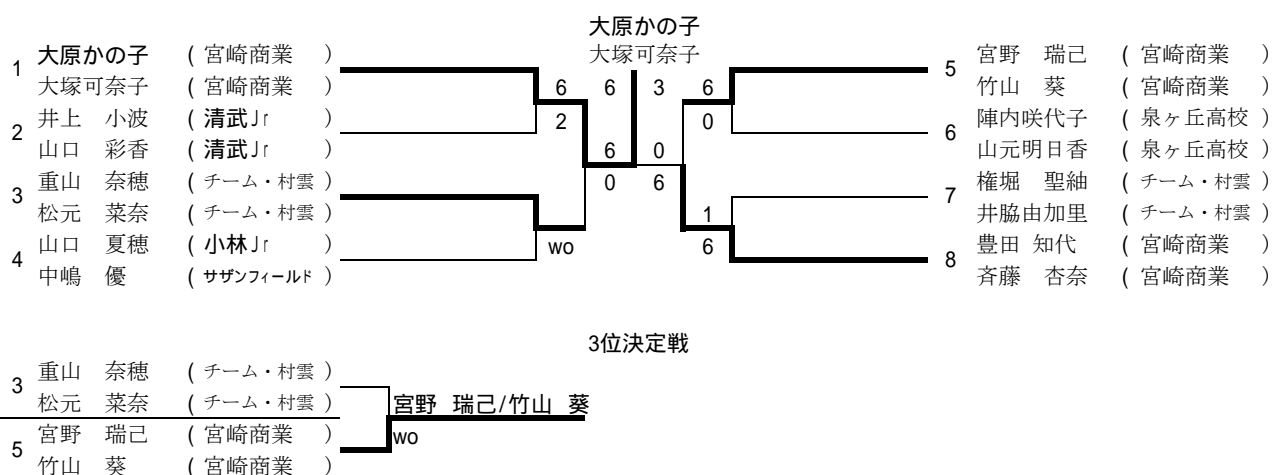 大原かの子
大塚可奈子
1 大原かの子 ( 宮崎商業 )
大塚可奈子 ( 宮崎商業 )
2 井上 小波 ( 清武Jr )
山口 彩香 ( 清武Jr )
3 重山 奈穂 ( チーム・村雲 )
松元 菜奈 ( チーム・村雲 )
4 山口 夏穂 ( 小林Jr )
中嶋 優 ( サザンフィールド )
6 6 3 6
2 0
6 0
0 6
1
wo 6
5 宮野 瑞己 ( 宮崎商業 )
竹山 葵 ( 宮崎商業 )
6 陣内咲代子 ( 泉ヶ丘高校 )
山元明日香 ( 泉ヶ丘高校 )
7 権堀 聖紬 ( チーム・村雲 )
井脇由加里 ( チーム・村雲 )
8 豊田 知代 ( 宮崎商業 )
斉藤 杏奈 ( 宮崎商業 )
3位決定戦
3 重山 奈穂 ( チーム・村雲 )
松元 菜奈 ( チーム・村雲 )
5 宮野 瑞己 ( 宮崎商業 )
竹山 葵 ( 宮崎商業 )
宮野 瑞己/竹山 葵
wo